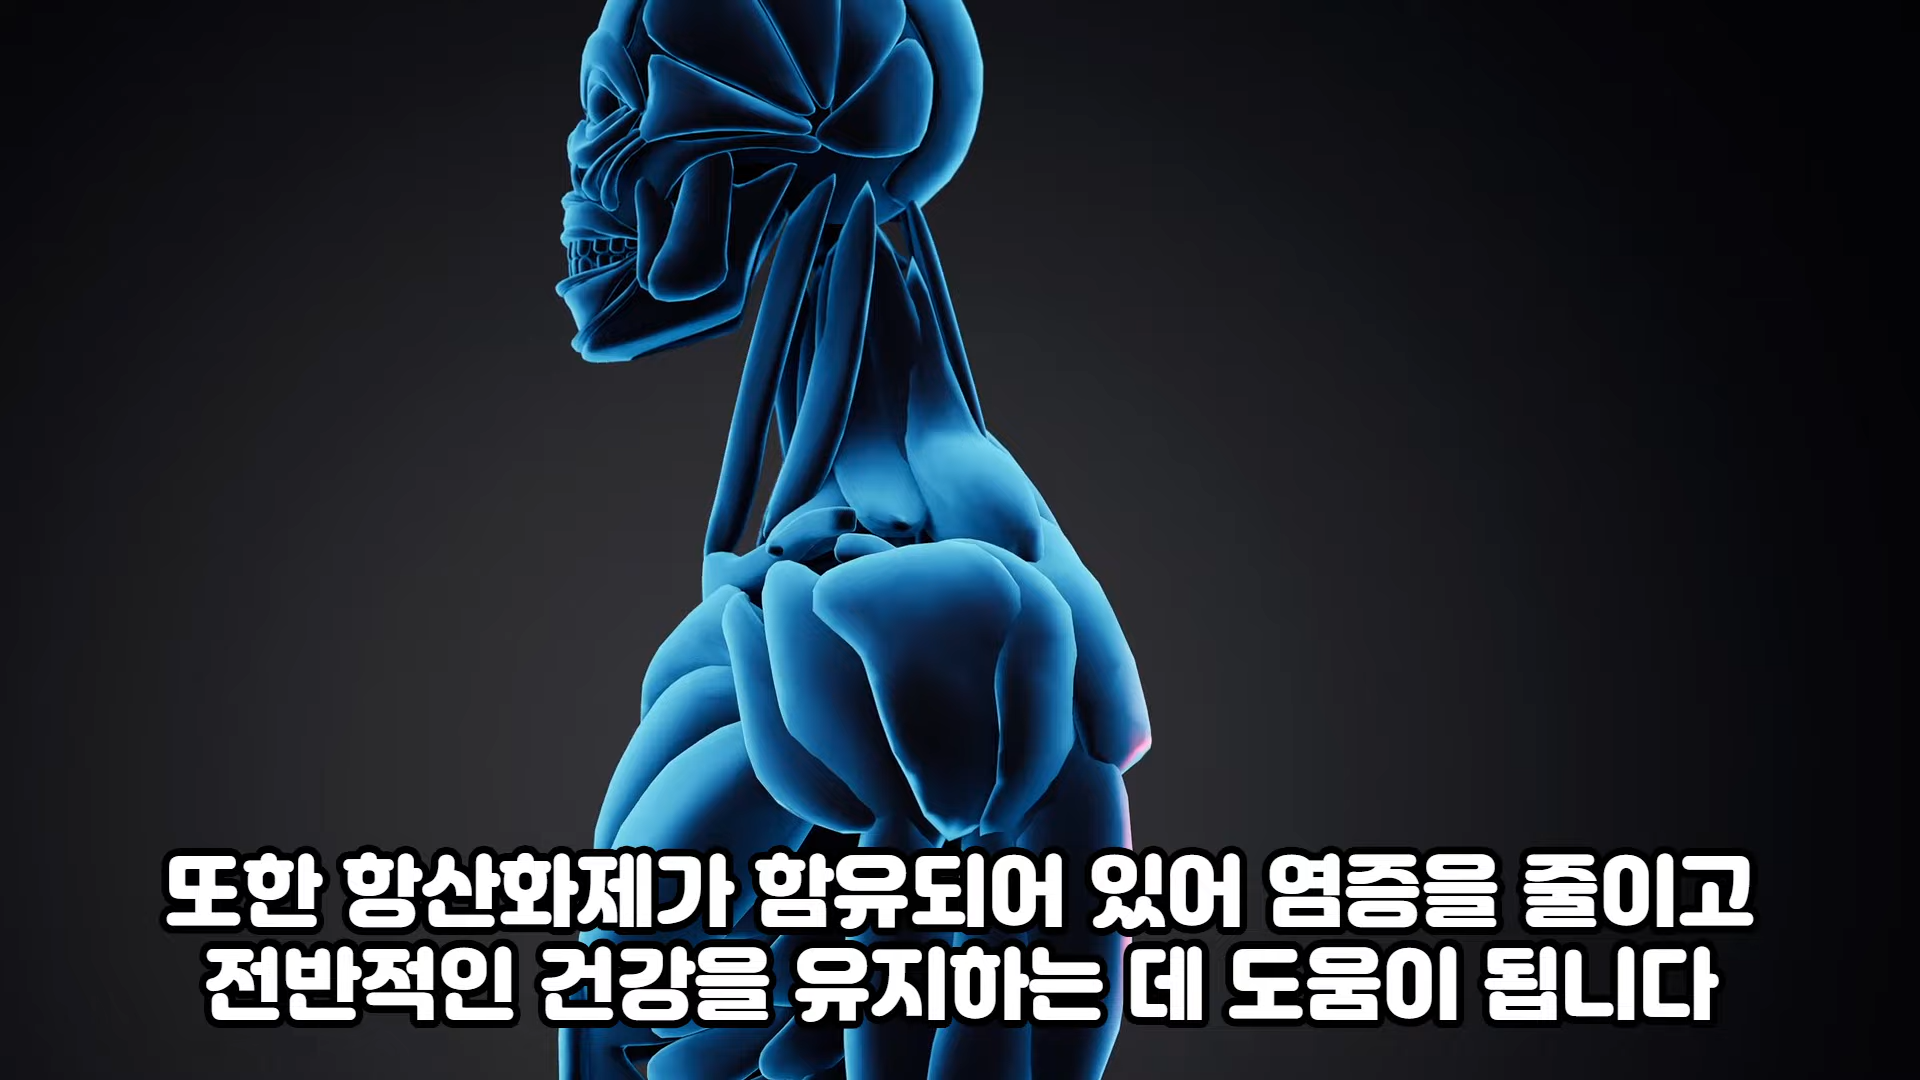 또한 항산화제가 함유되어 있어 염증을 줄이고
전반적인 건강을 유지하는 데 도움이 됩니다